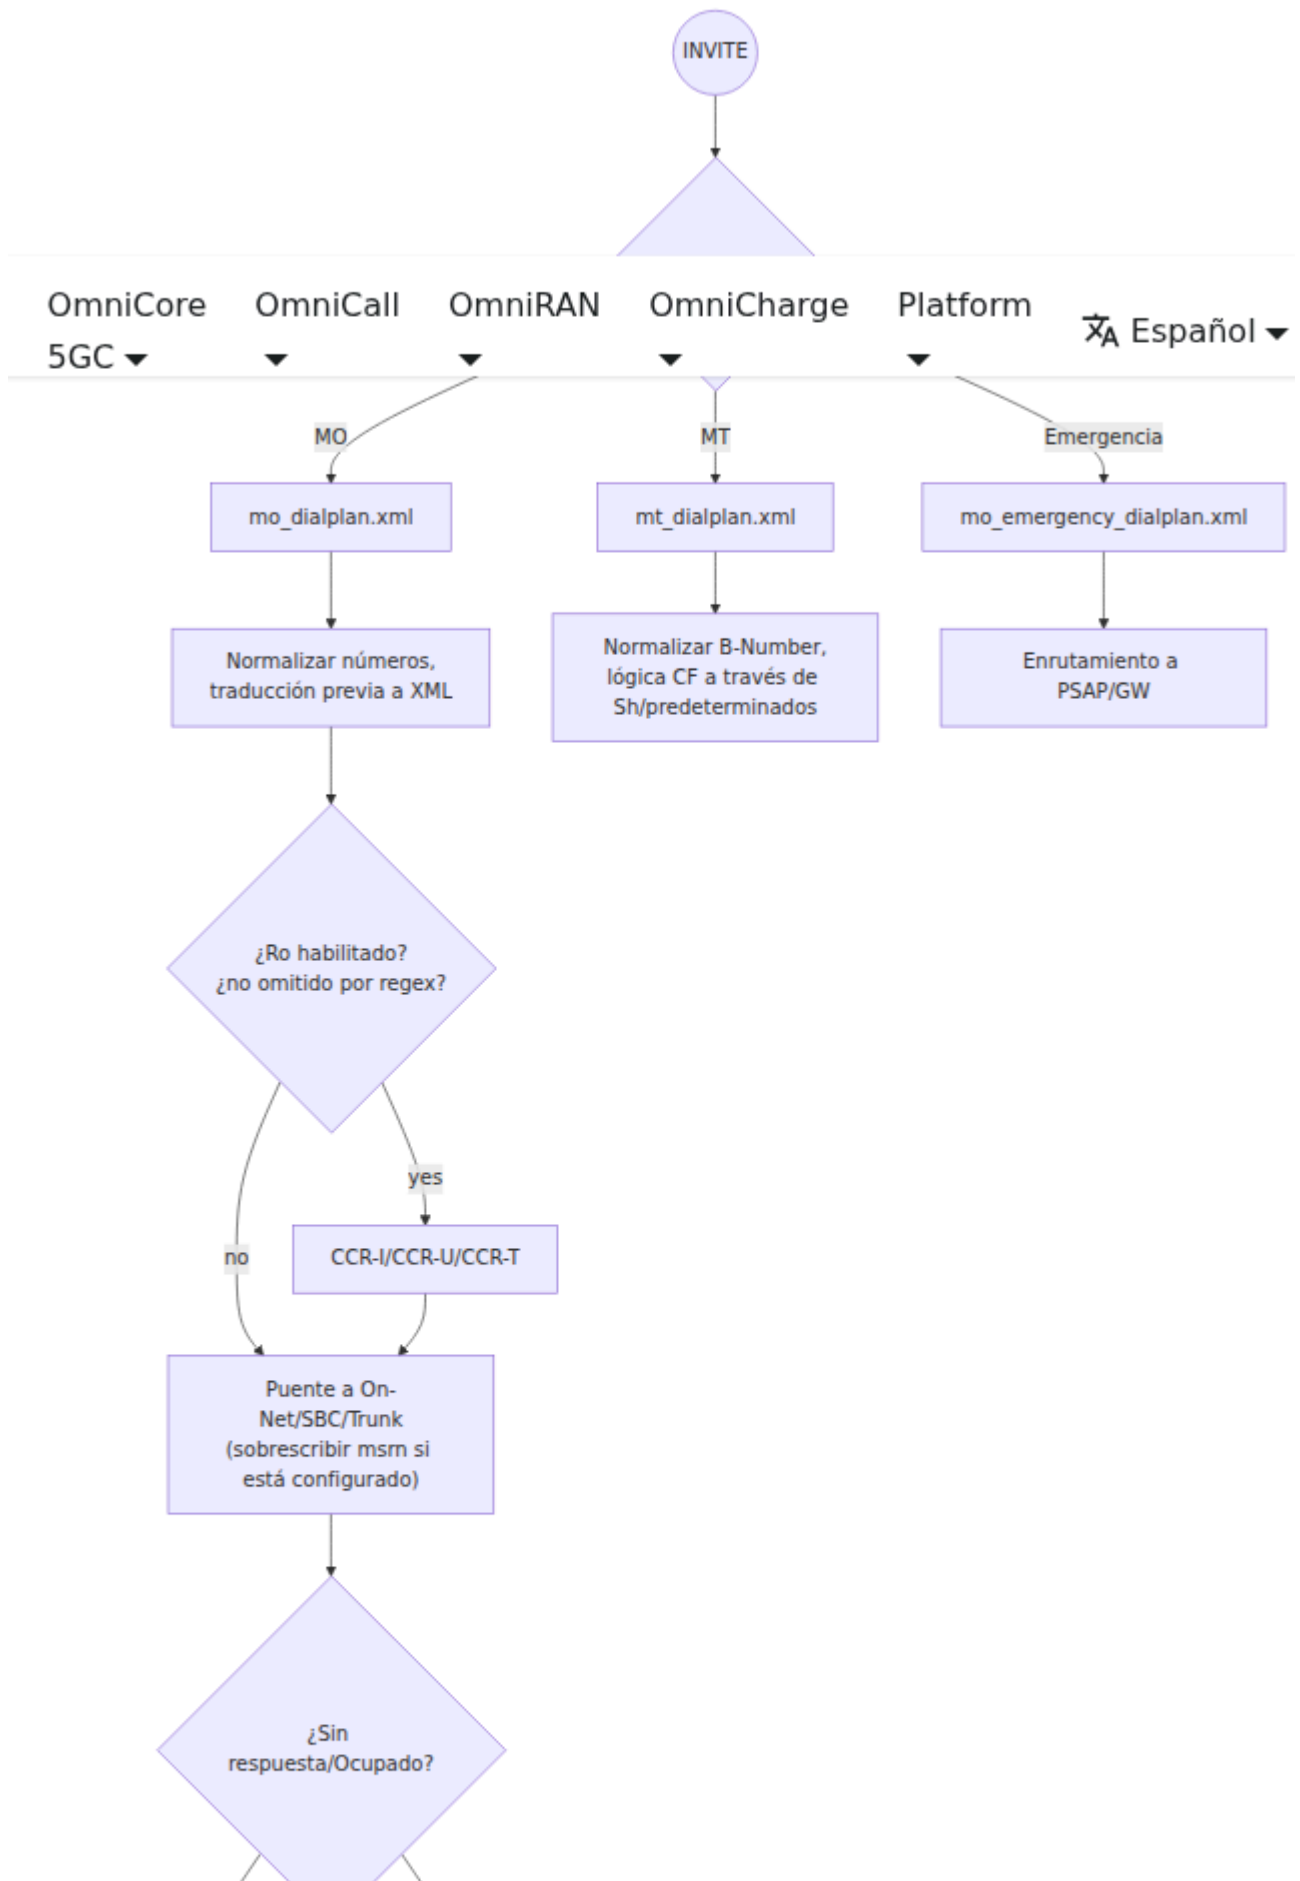 INVITE
OmniCore
5GC
OmniCall
OmniRAN
OmniCharge
Platform
Español
MO
MT
Emergencia
mo_dialplan.xml
mt_dialplan.xml
mo_emergency_dialplan.xml
Normalizar números,
traducción previa a XML
Normalizar B-Number,
lógica CF a través de
Sh/predeterminados
Enrutamiento a
PSAP/GW
¿Ro habilitado?
¿no omitido por regex?
yes
no
CCR-I/CCR-U/CCR-T
Puente a On-
Net/SBC/Trunk
(sobrescribir msrn si
está configurado)
¿Sin
respuesta/Ocupado?